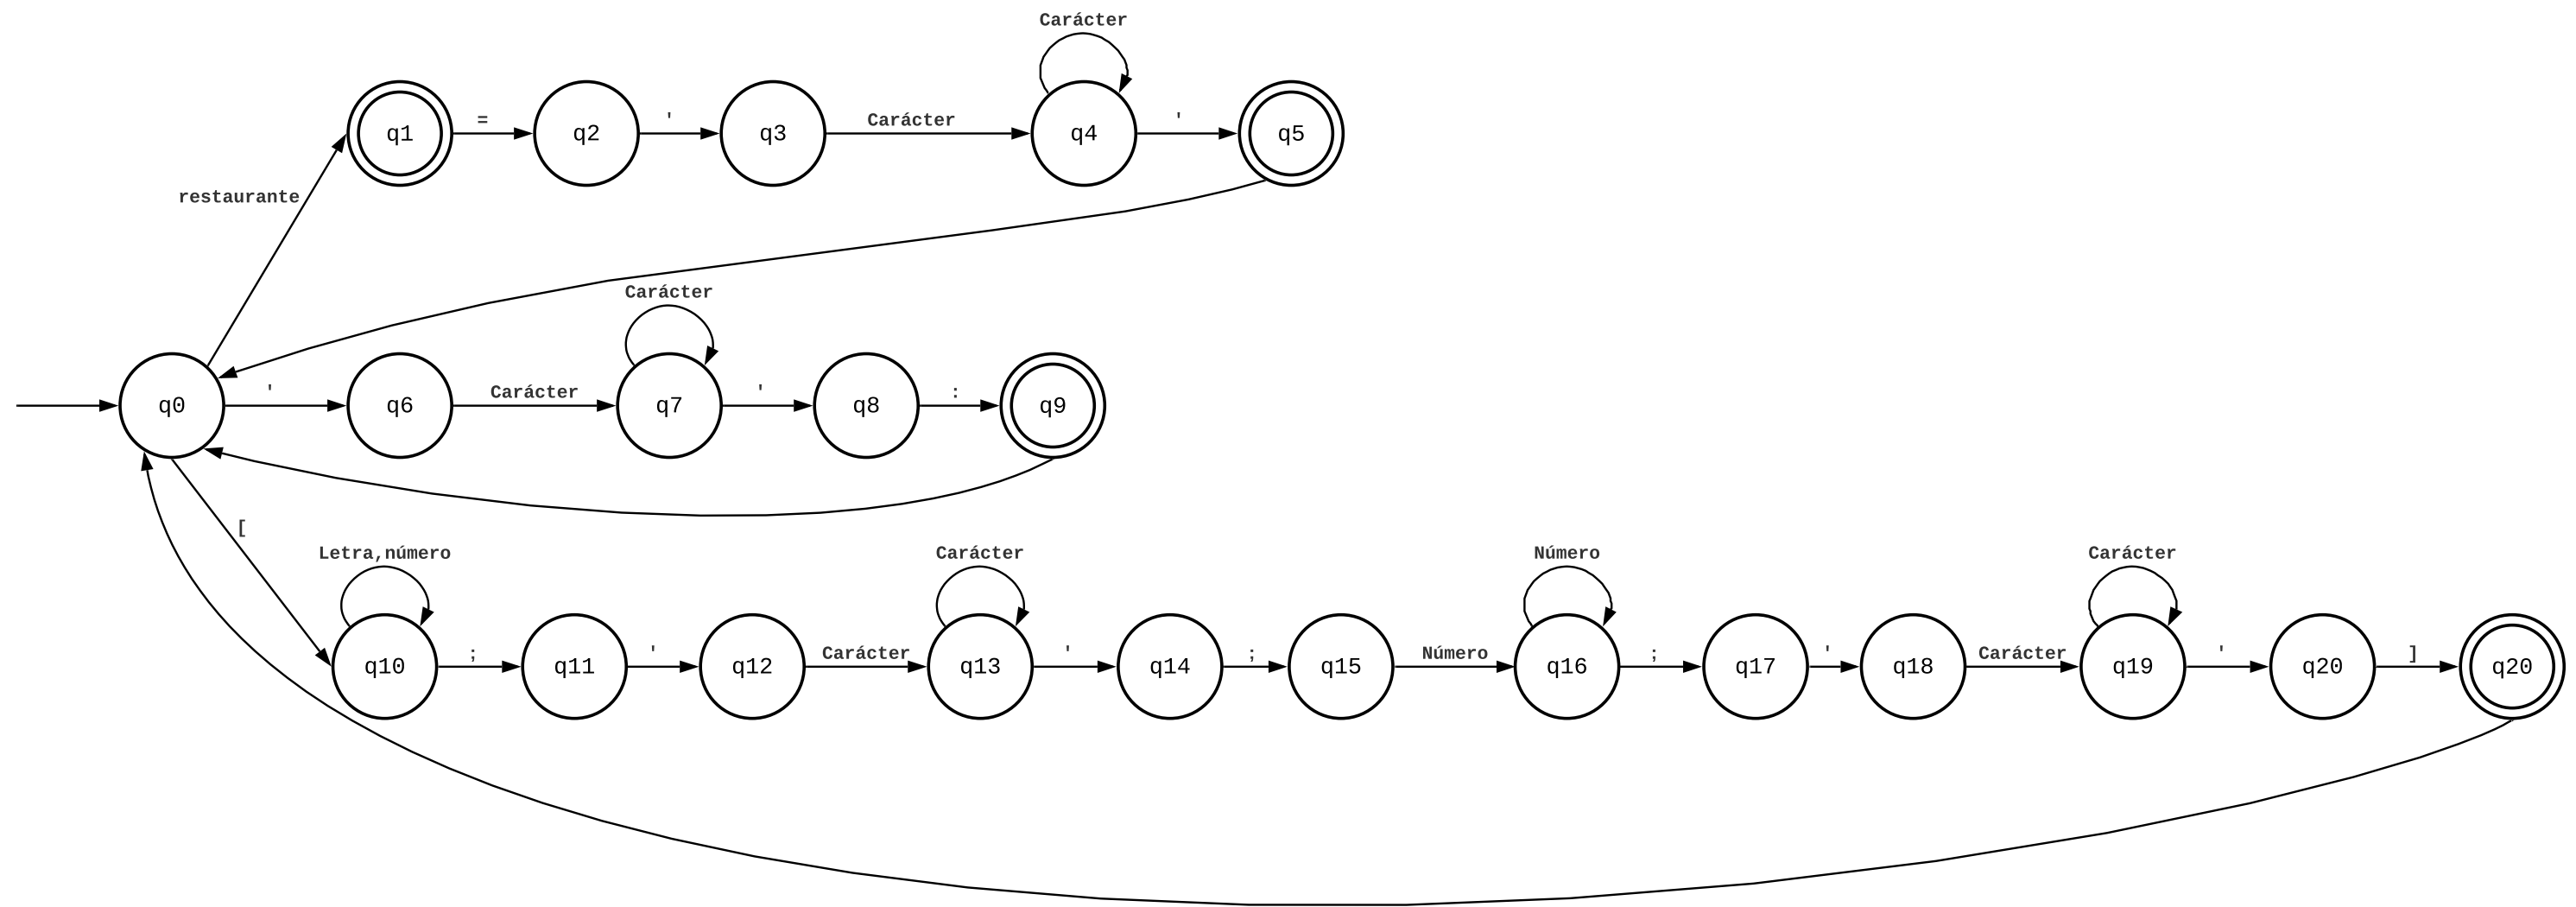 Carácter
q1
=
q2
'
q3
Carácter
q4
'
q5
restaurante
Carácter
q0
'
q6
Carácter
q7
'
q8
:
q9
[
Letra,número
Carácter
Número
Carácter
q10
;
q11
'
q12
Carácter
q13
'
q14
;
q15
Número
q16
;
q17
'
q18
Carácter
q19
'
q20
]
q20